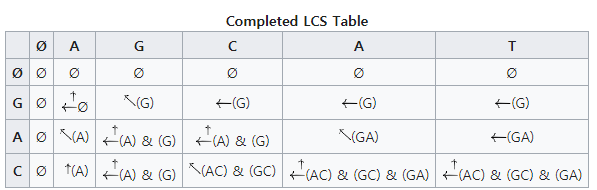 Completed LCS Table
Ø A G C A T
Ø Ø Ø Ø Ø Ø Ø
G Ø ↑←Ø ↖(G) ←(G) ←(G) ←(G)
A Ø ↖(A) ↑←(A) & (G) ↑←(A) & (G) ↖(GA) ←(GA)
C Ø ↑(A) ↑←(A) & (G) ↖(AC) & (GC) ↑←(AC) & (GC) & (GA) ↑←(AC) & (GC) & (GA)